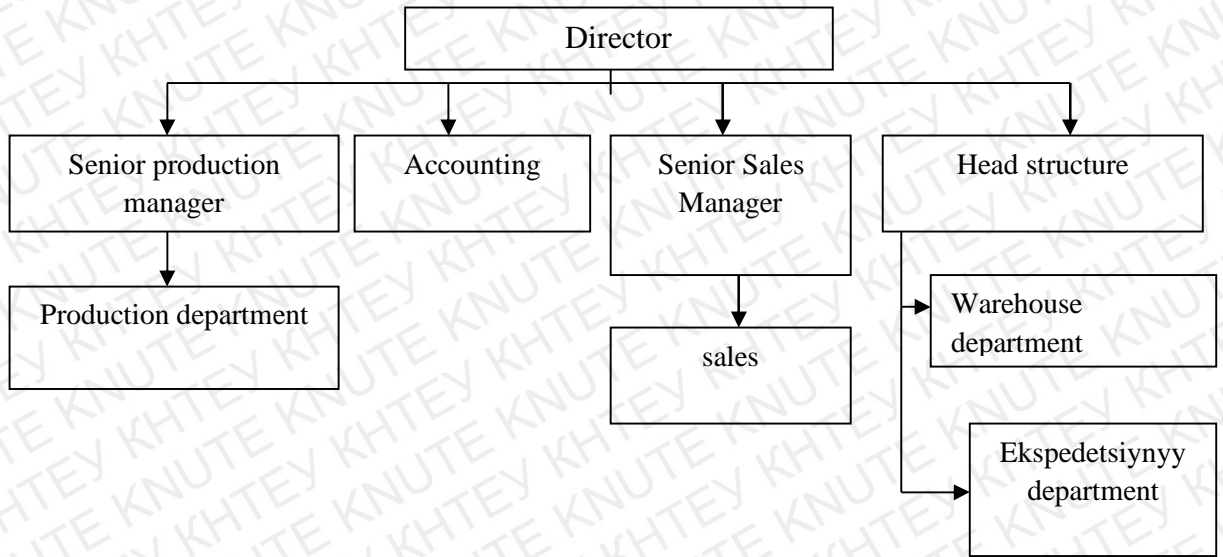 Director
Senior production
manager
Accounting
Senior Sales
Manager
Head structure
Production department
sales
Warehouse
department
Ekspedetsiynyy
department